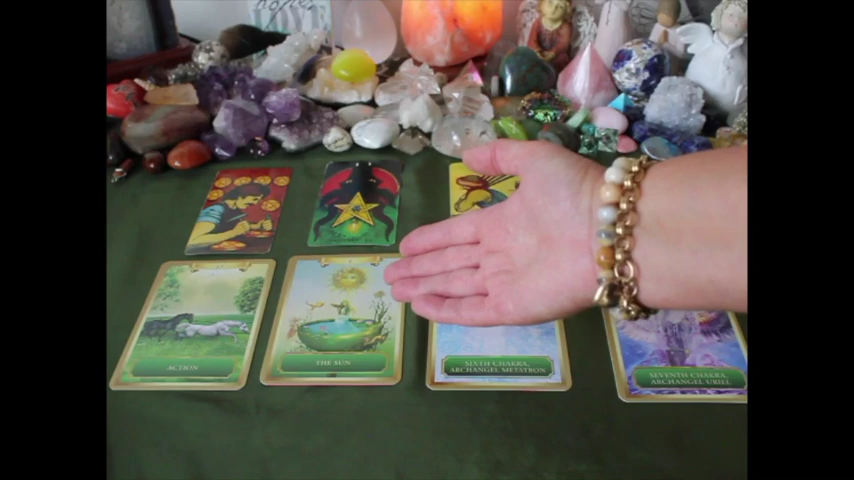 ACTION
THE SUN
SIXTH CHAKRA,
ARCHANGEL METATRON
SEVENTH CHAKRA,
ARCHANGEL URIEL